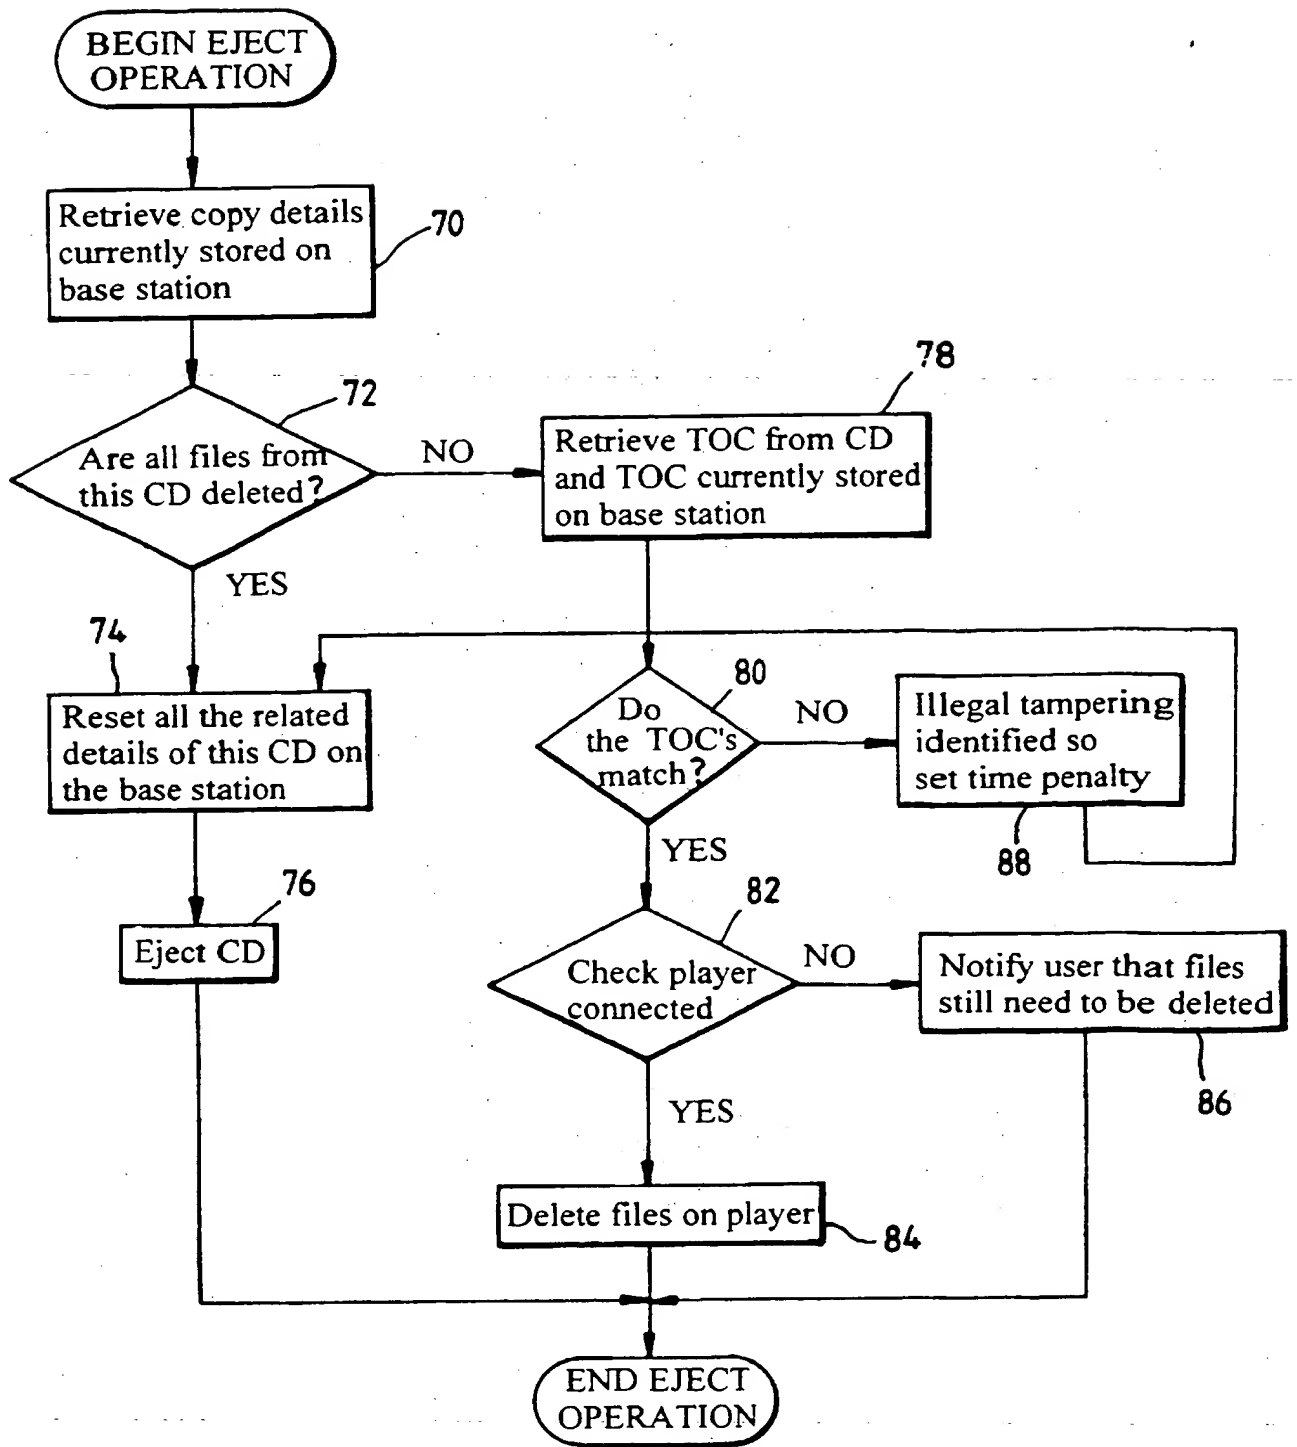 BEGIN EJECT
OPERATION
Retrieve copy details
currently stored on
base station
70
72
Are all files from
this CD deleted?
NO
YES
78
Retrieve TOC from CD
and TOC currently stored
on base station
74
Reset all the related
details of this CD on
the base station
80
Do
the TOC's
match?
NO
YES
Illegal tampering
identified so
set time penalty
88
76
Eject CD
82
Check player
connected
NO
YES
Notify user that files
still need to be deleted
86
Delete files on player
84
END EJECT
OPERATION